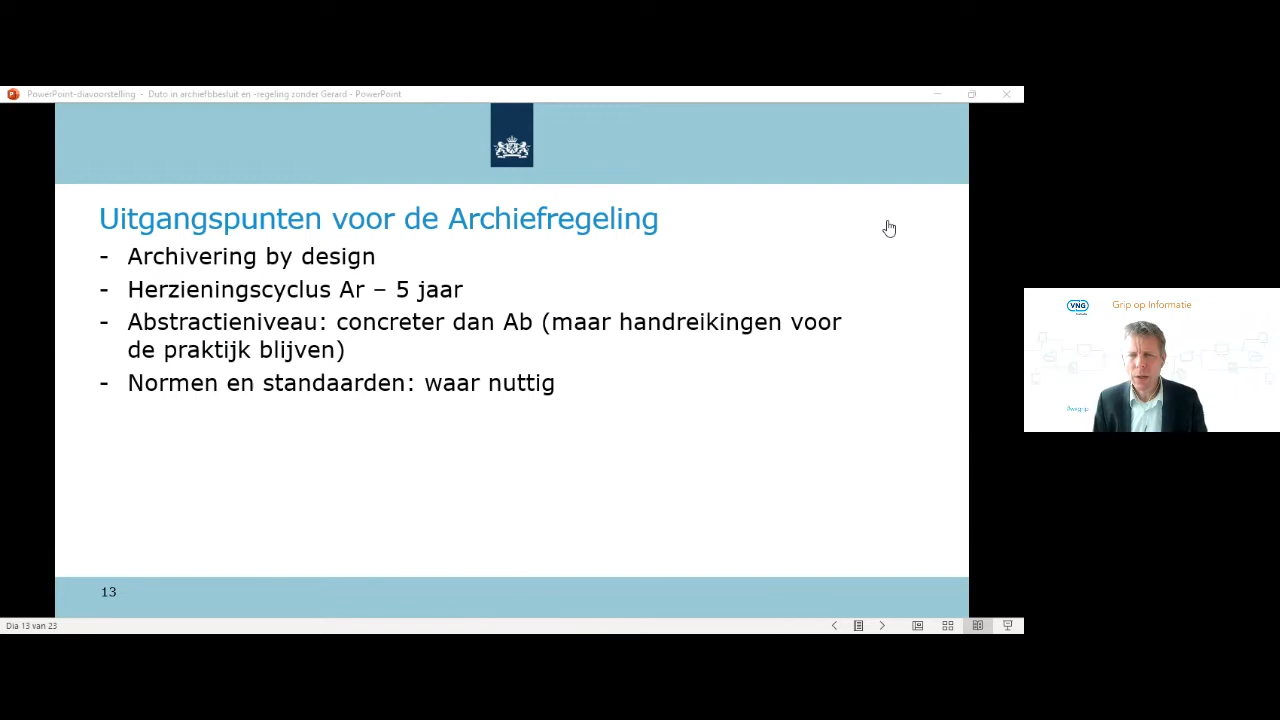 PowerPoint-diavoorstelling - Duto in archiefbbesluit en -regeling zonder Gerard - PowerPoint
Uitgangspunten voor de Archiefregeling
- Archivering by design
- Herzieningscyclus Ar – 5 jaar
- Abstractieniveau: concreter dan Ab (maar handreikingen voor
de praktijk blijven)
- Normen en standaarden: waar nuttig
13
Dia 13 van 23
VNG
Grip op Informatie